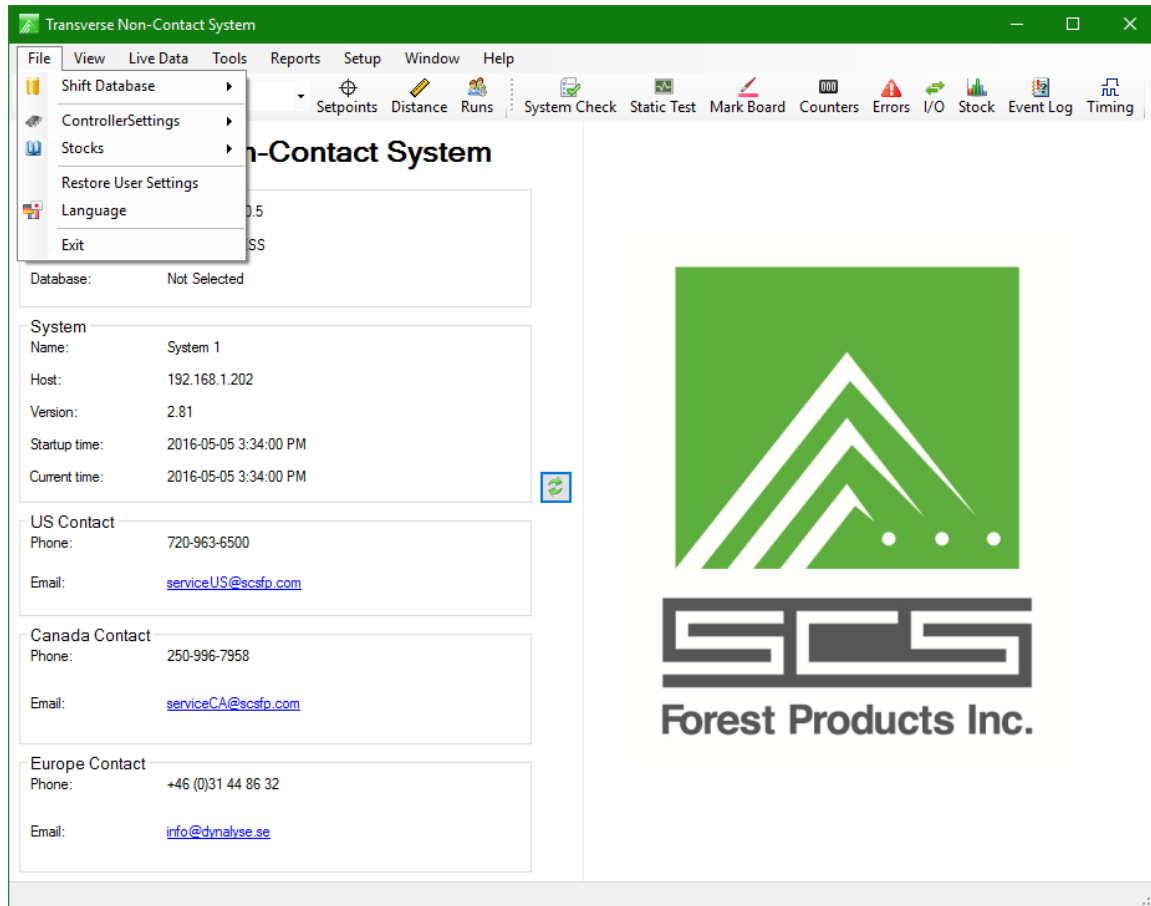 Transverse Non-Contact System
File View Live Data Tools Reports Setup Window Help
Setpoints Distance Runs System Check Static Test Mark Board 000 Counters Errors I/O Stock Event Log Timing
Shift Database
ControllerSettings
Stocks
Restore User Settings
Language
Exit
n-Contact System
0.5
SS
Database: Not Selected
System
Name: System 1
Host: 192.168.1.202
Version: 2.81
Startup time: 2016-05-05 3:34:00 PM
Current time: 2016-05-05 3:34:00 PM
US Contact
Phone: 720-963-6500
Email: serviceUS@scsfp.com
Canada Contact
Phone: 250-996-7958
Email: serviceCA@scsfp.com
Europe Contact
Phone: +46 (0)31 44 86 32
Email: info@dynalyse.se
SCS
Forest Products Inc.